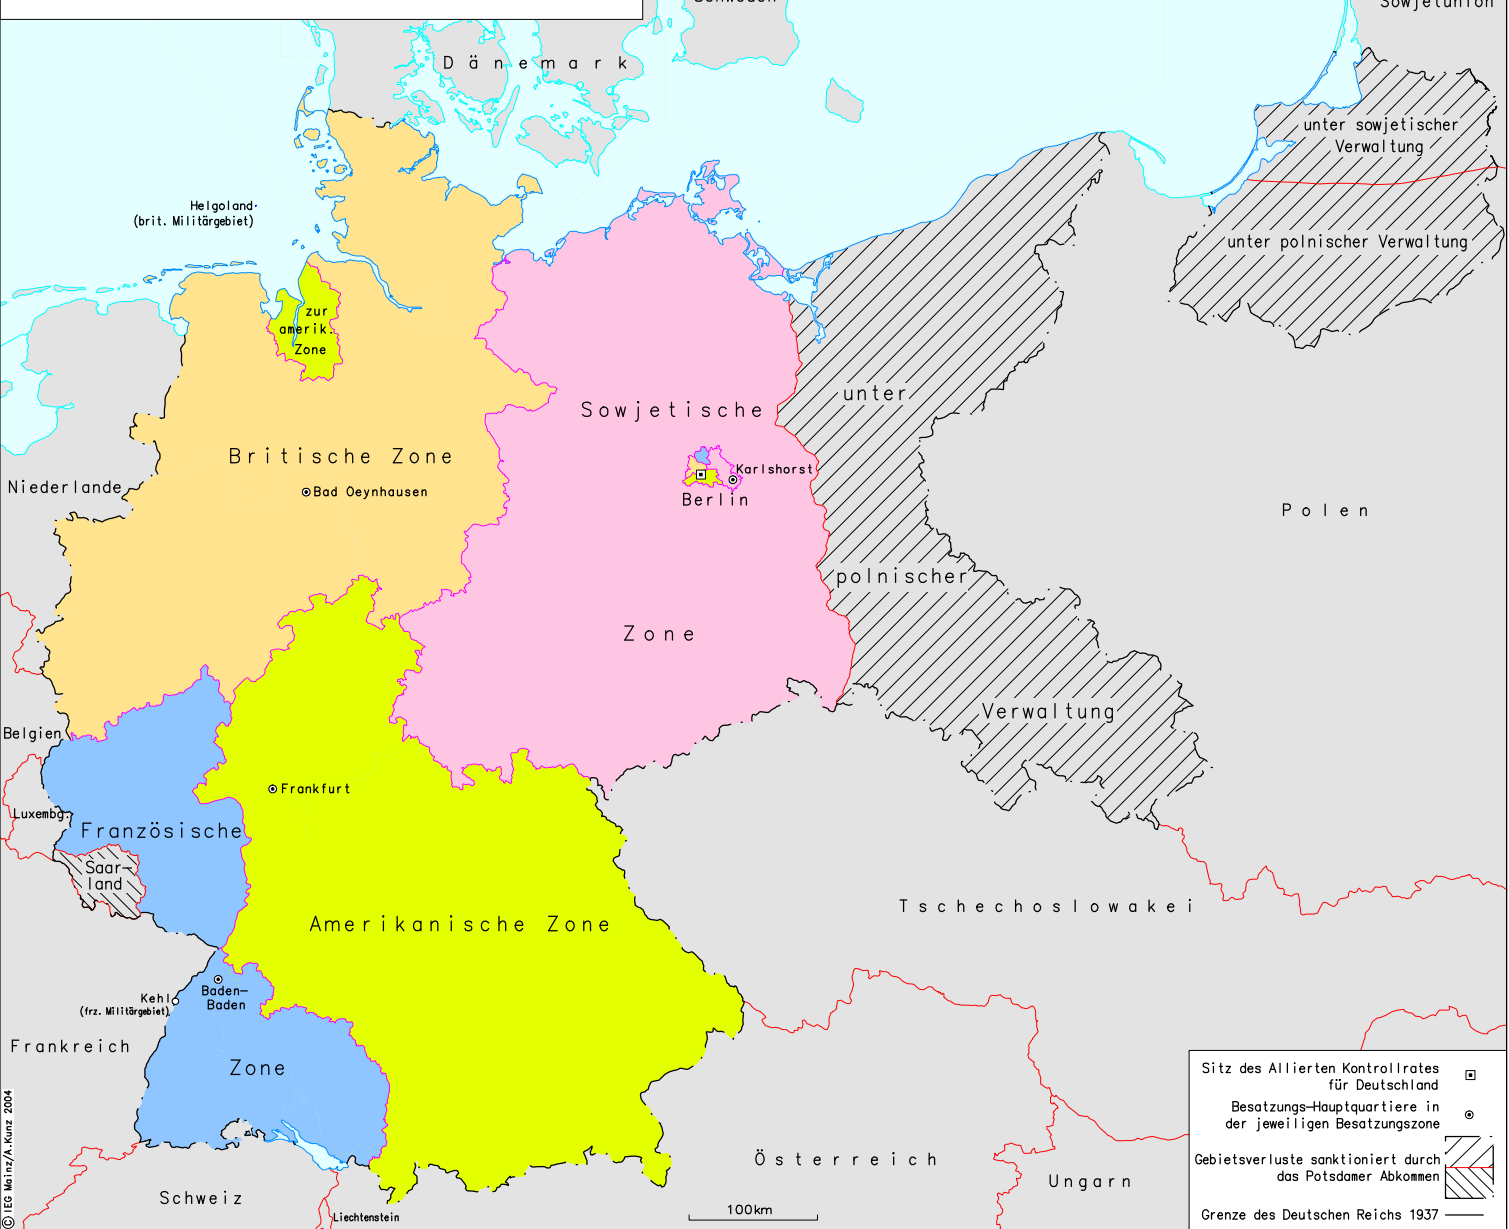 Sowjetunion
Dänemark
unter sowjetischer
Verwaltung
Helgoland
(brit. Militärgebiet)
unter polnischer Verwaltung
zur
amerik.
Zone
unter
Sowjetische
Britische Zone
Karlshorst
Niederlande
Bad Oeynhausen
Berlin
Polen
polnischer
Zone
Verwaltung
Belgien
Frankfurt
Luxembg.
Französische
Saar-
land
Tschechoslowakei
Amerikanische Zone
Baden-
Baden
Kehl
(frz. Militärgebiet)
Frankreich
Zone
Sitz des Allierten Kontrollrates
für Deutschland
Besatzungs-Hauptquartiere in
der jeweiligen Besatzungszone
Österreich
Gebietsverluste sanktioniert durch
das Potsdamer Abkommen
Ungarn
Schweiz
100km
Liechtenstein
Grenze des Deutschen Reichs 1937
© IEG Mainz/A.Kunz 2004